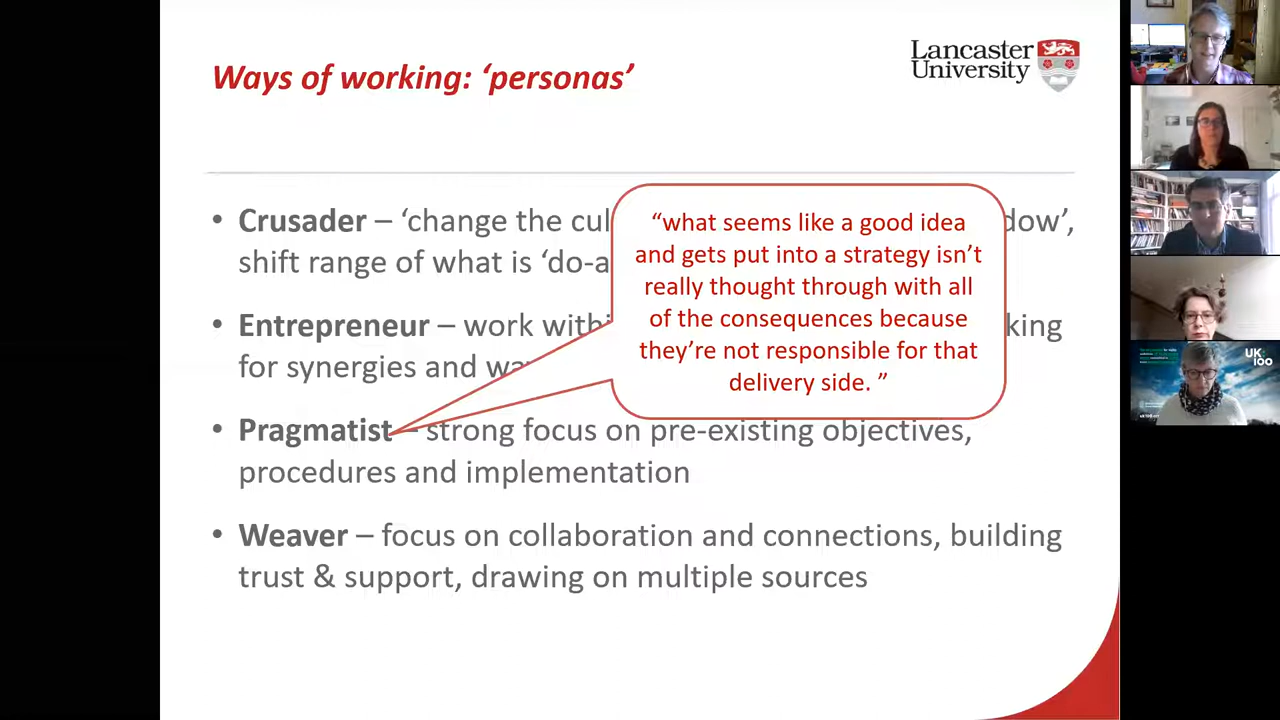 Ways of working: ‘personas’
Lancaster
University
• Crusader – ‘change the cul
dow’,
shift range of what is ‘do-a
• Entrepreneur – work withi
king
for synergies and wa
• Pragmatist – strong focus on pre-existing objectives,
procedures and implementation
• Weaver – focus on collaboration and connections, building
trust & support, drawing on multiple sources
“what seems like a good idea
and gets put into a strategy isn’t
really thought through with all
of the consequences because
they’re not responsible for that
delivery side. ”
UK
100